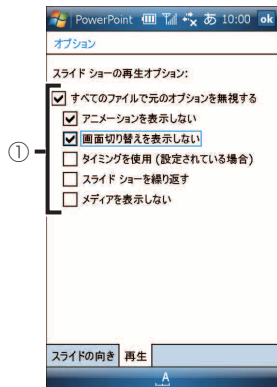 PowerPoint あ 10:00 ok
オプション
スライド ショーの再生オプション:
すべてのファイルで元のオプションを無視する
アニメーションを表示しない
画面切り替えを表示しない
①
タイミングを使用 (設定されている場合)
スライド ショーを繰り返す
メディアを表示しない
スライドの向き 再生
A